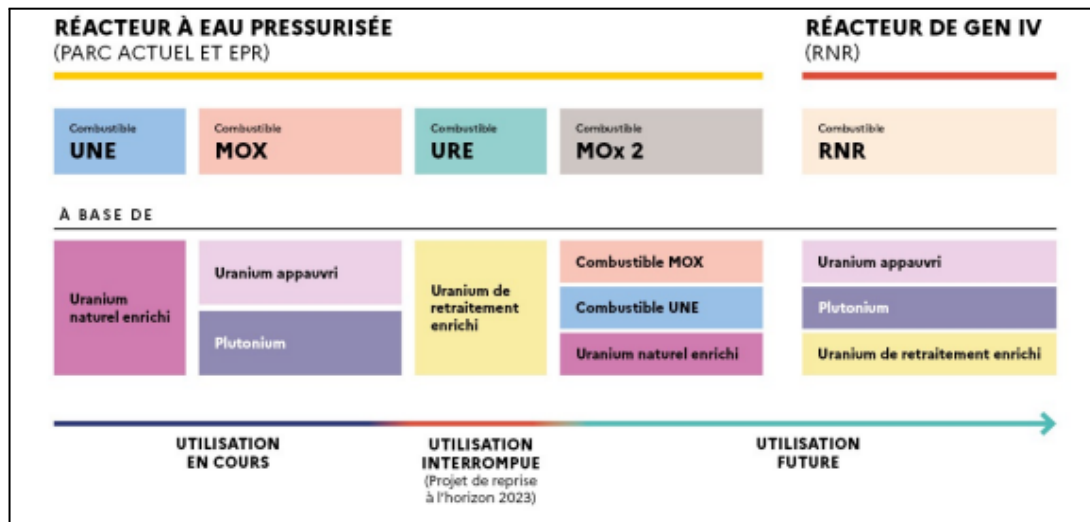 RÉACTEUR À EAU PRESSURISÉE
(PARC ACTUEL ET EPR)
RÉACTEUR DE GEN IV
(RNR)
Combustible
UNE
Combustible
MOX
Combustible
URE
Combustible
MOx 2
Combustible
RNR
À BASE DE
Uranium
naturel enrichi
Uranium appauvri
Plutonium
Uranium de
retraitement
enrichi
Combustible MOX
Combustible UNE
Uranium naturel enrichi
Uranium appauvri
Plutonium
Uranium de retraitement enrichi
UTILISATION
EN COURS
UTILISATION
INTERROMPUE
(Projet de reprise
à l'horizon 2023)
UTILISATION
FUTURE